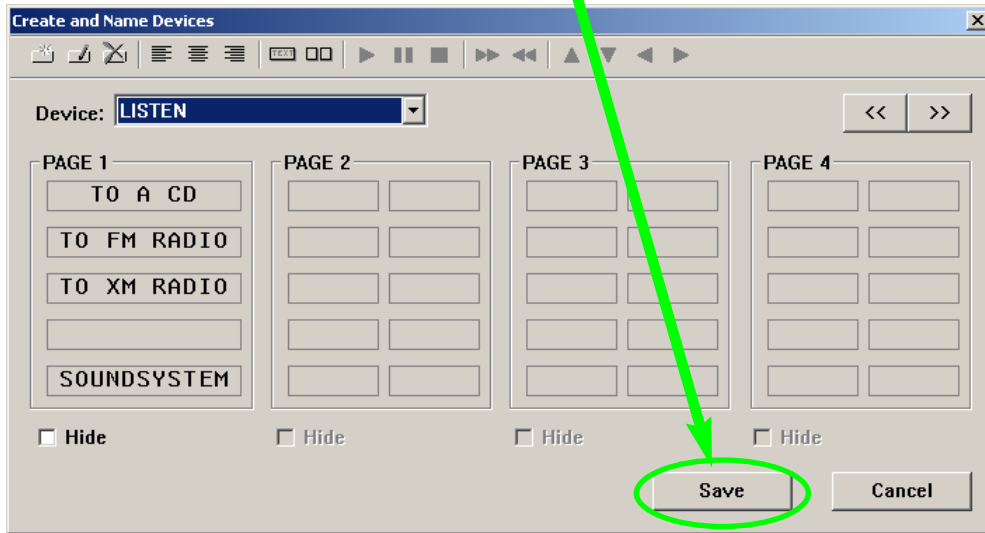 Create and Name Devices
TEXT
Device: LISTEN
<< >>
PAGE 1 PAGE 2 PAGE 3 PAGE 4
TO A CD
TO FM RADIO
TO XM RADIO
SOUNDSYSTEM
Hide Hide Hide Hide
Save Cancel